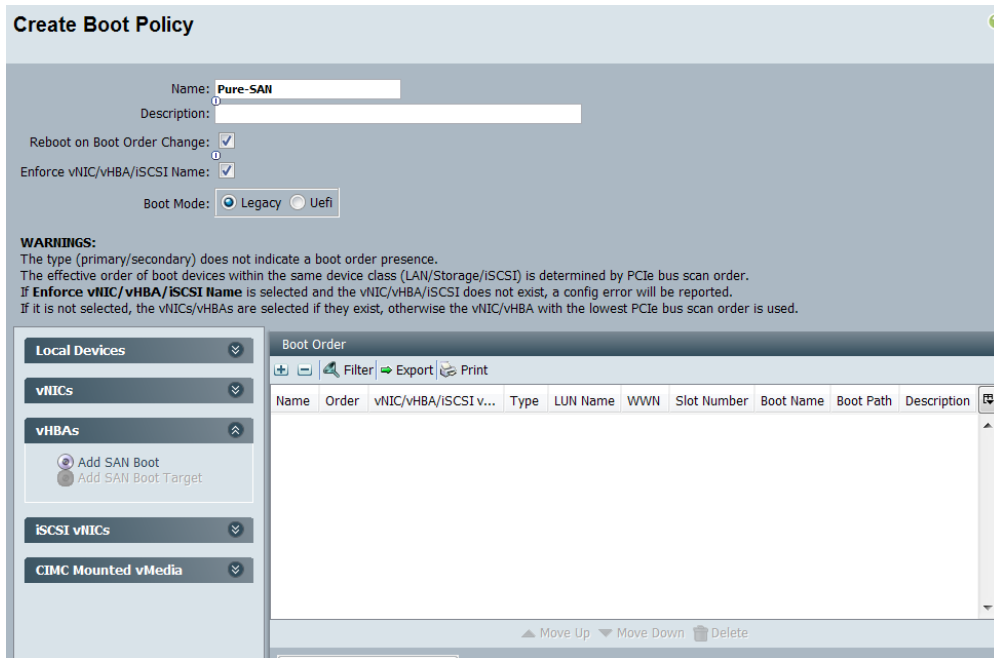 Create Boot Policy
Name: Pure-SAN
Description:
Reboot on Boot Order Change:
Enforce vNIC/vHBA/iSCSI Name:
Boot Mode: Legacy Uefi
WARNINGS:
The type (primary/secondary) does not indicate a boot order presence.
The effective order of boot devices within the same device class (LAN/Storage/iSCSI) is determined by PCIe bus scan order.
If Enforce vNIC/vHBA/iSCSI Name is selected and the vNIC/vHBA/iSCSI does not exist, a config error will be reported.
If it is not selected, the vNICs/vHBAs are selected if they exist, otherwise the vNIC/vHBA with the lowest PCIe bus scan order is used.
Local Devices
vNICs
vHBAs
Add SAN Boot
Add SAN Boot Target
iSCSI vNICs
CIMC Mounted vMedia
Boot Order
Filter Export Print
Name Order vNIC/vHBA/iSCSI v... Type LUN Name WWN Slot Number Boot Name Boot Path Description
Move Up Move Down Delete